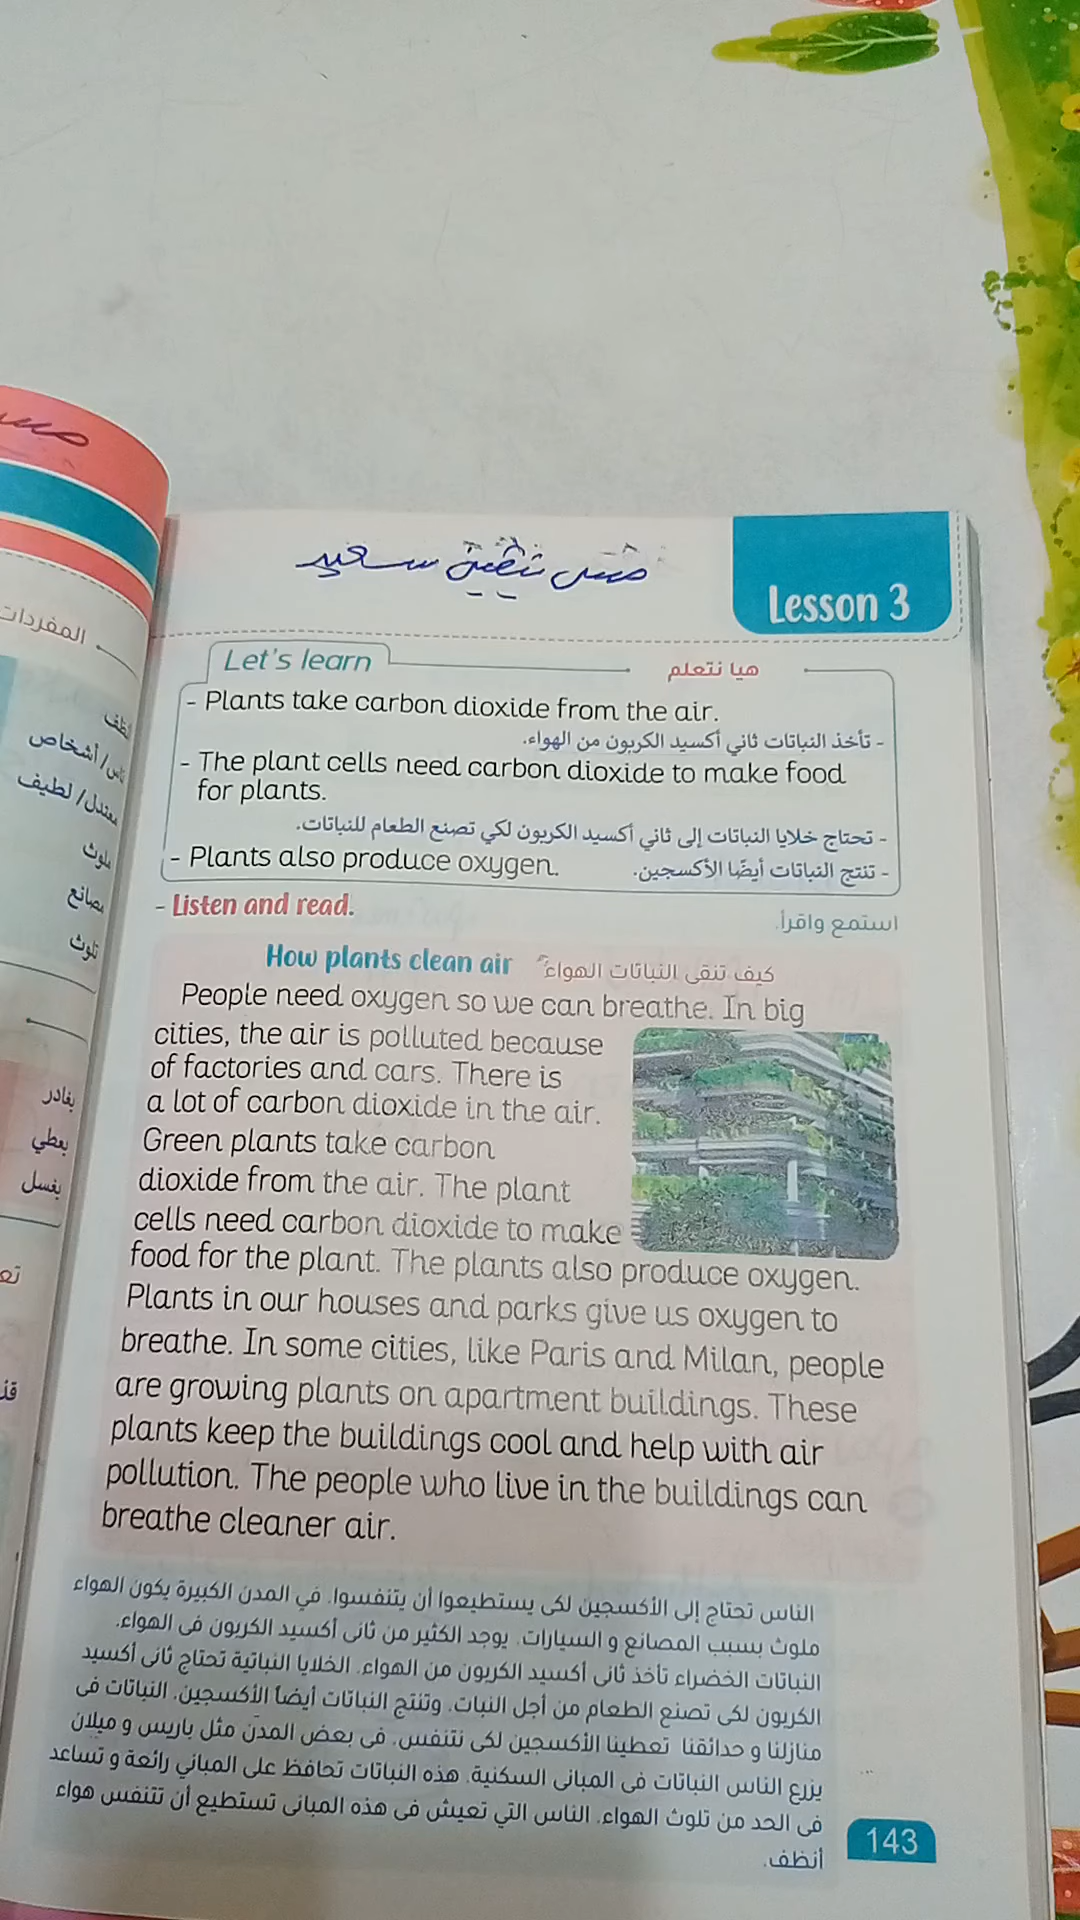 Lesson 3
المفردات
ناس/أشخاص
معتدل/لطيف
ملوث
مصانع
تلوث
يغادر
يعطي
يغسل
Let's learn
هيا نتعلم
- Plants take carbon dioxide from the air.
- تأخذ النباتات ثاني أكسيد الكربون من الهواء.
- The plant cells need carbon dioxide to make food
for plants.
- تحتاج خلايا النباتات إلى ثاني أكسيد الكربون لكي تصنع الطعام للنباتات.
- Plants also produce oxygen.
- تنتج النباتات أيضًا الأكسجين.
- Listen and read.
استمع واقرأ.
How plants clean air
كيف تنقى النباتات الهواء
People need oxygen so we can breathe. In big
cities, the air is polluted because
of factories and cars. There is
a lot of carbon dioxide in the air.
Green plants take carbon
dioxide from the air. The plant
cells need carbon dioxide to make
food for the plant. The plants also produce oxygen.
Plants in our houses and parks give us oxygen to
breathe. In some cities, like Paris and Milan, people
are growing plants on apartment buildings. These
plants keep the buildings cool and help with air
pollution. The people who live in the buildings can
breathe cleaner air.
الناس تحتاج إلى الأكسجين لكى يستطيعوا أن يتنفسوا. في المدن الكبيرة يكون الهواء
ملوث بسبب المصانع و السيارات. يوجد الكثير من ثانى أكسيد الكربون فى الهواء.
النباتات الخضراء تأخذ ثانى أكسيد الكربون من الهواء. الخلايا النباتية تحتاج ثانى أكسيد
الكربون لكى تصنع الطعام من أجل النبات. وتنتج النباتات أيضاً الأكسجين. النباتات فى
منازلنا و حدائقنا تعطينا الأكسجين لكى نتنفس. فى بعض المدن مثل باريس و ميلان
يزرع الناس النباتات فى المبانى السكنية. هذه النباتات تحافظ على المباني رائعة و تساعد
فى الحد من تلوث الهواء. الناس التي تعيش فى هذه المبانى تستطيع أن تتنفس هواء
أنظف.
143